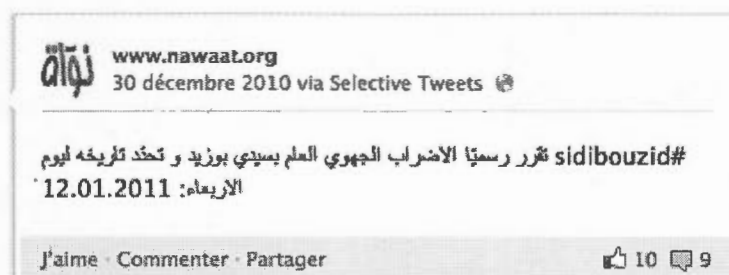 نواة
www.nawaat.org
30 décembre 2010 via Selective Tweets
#sidibouzid تقرر رسميّا الاضراب الجهوي العام بسيدي بوزيد و تحدّد تاريخه ليوم
الاربعاء: 12.01.2011
J'aime · Commenter · Partager 10 9